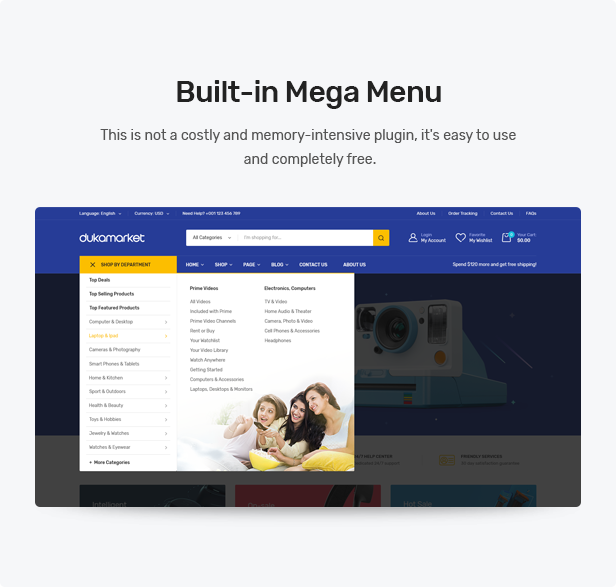 Built-in Mega Menu
This is not a costly and memory-intensive plugin, it's easy to use
and completely free.
Language: English Currency: USD Need Help? +001 123 456 789 About Us Order Tracking Contact Us FAQs
dukamarket All Categories I'm shopping for... Login My Account Favorite My Wishlist 0 Your Cart: $0.00
SHOP BY DEPARTMENT HOME SHOP PAGE BLOG CONTACT US ABOUT US Spend $120 more and get free shipping!
Top Deals
Top Selling Products
Top Featured Products
Computer & Desktop
Laptop & Ipad
Cameras & Photography
Smart Phones & Tablets
Home & Kitchen
Sport & Outdoors
Health & Beauty
Toys & Hobbies
Jewelry & Watches
Watches & Eyewear
+ More Categories
Prime Videos
All Videos
Included with Prime
Prime Video Channels
Rent or Buy
Your Watchlist
Your Video Library
Watch Anywhere
Getting Started
Computers & Accessories
Laptops, Desktops & Monitors
Electronics, Computers
TV & Video
Home Audio & Theater
Camera, Photo & Video
Cell Phones & Accessories
Headphones
HELP CENTER
FRIENDLY SERVICES
Intelligent
Hot Sale